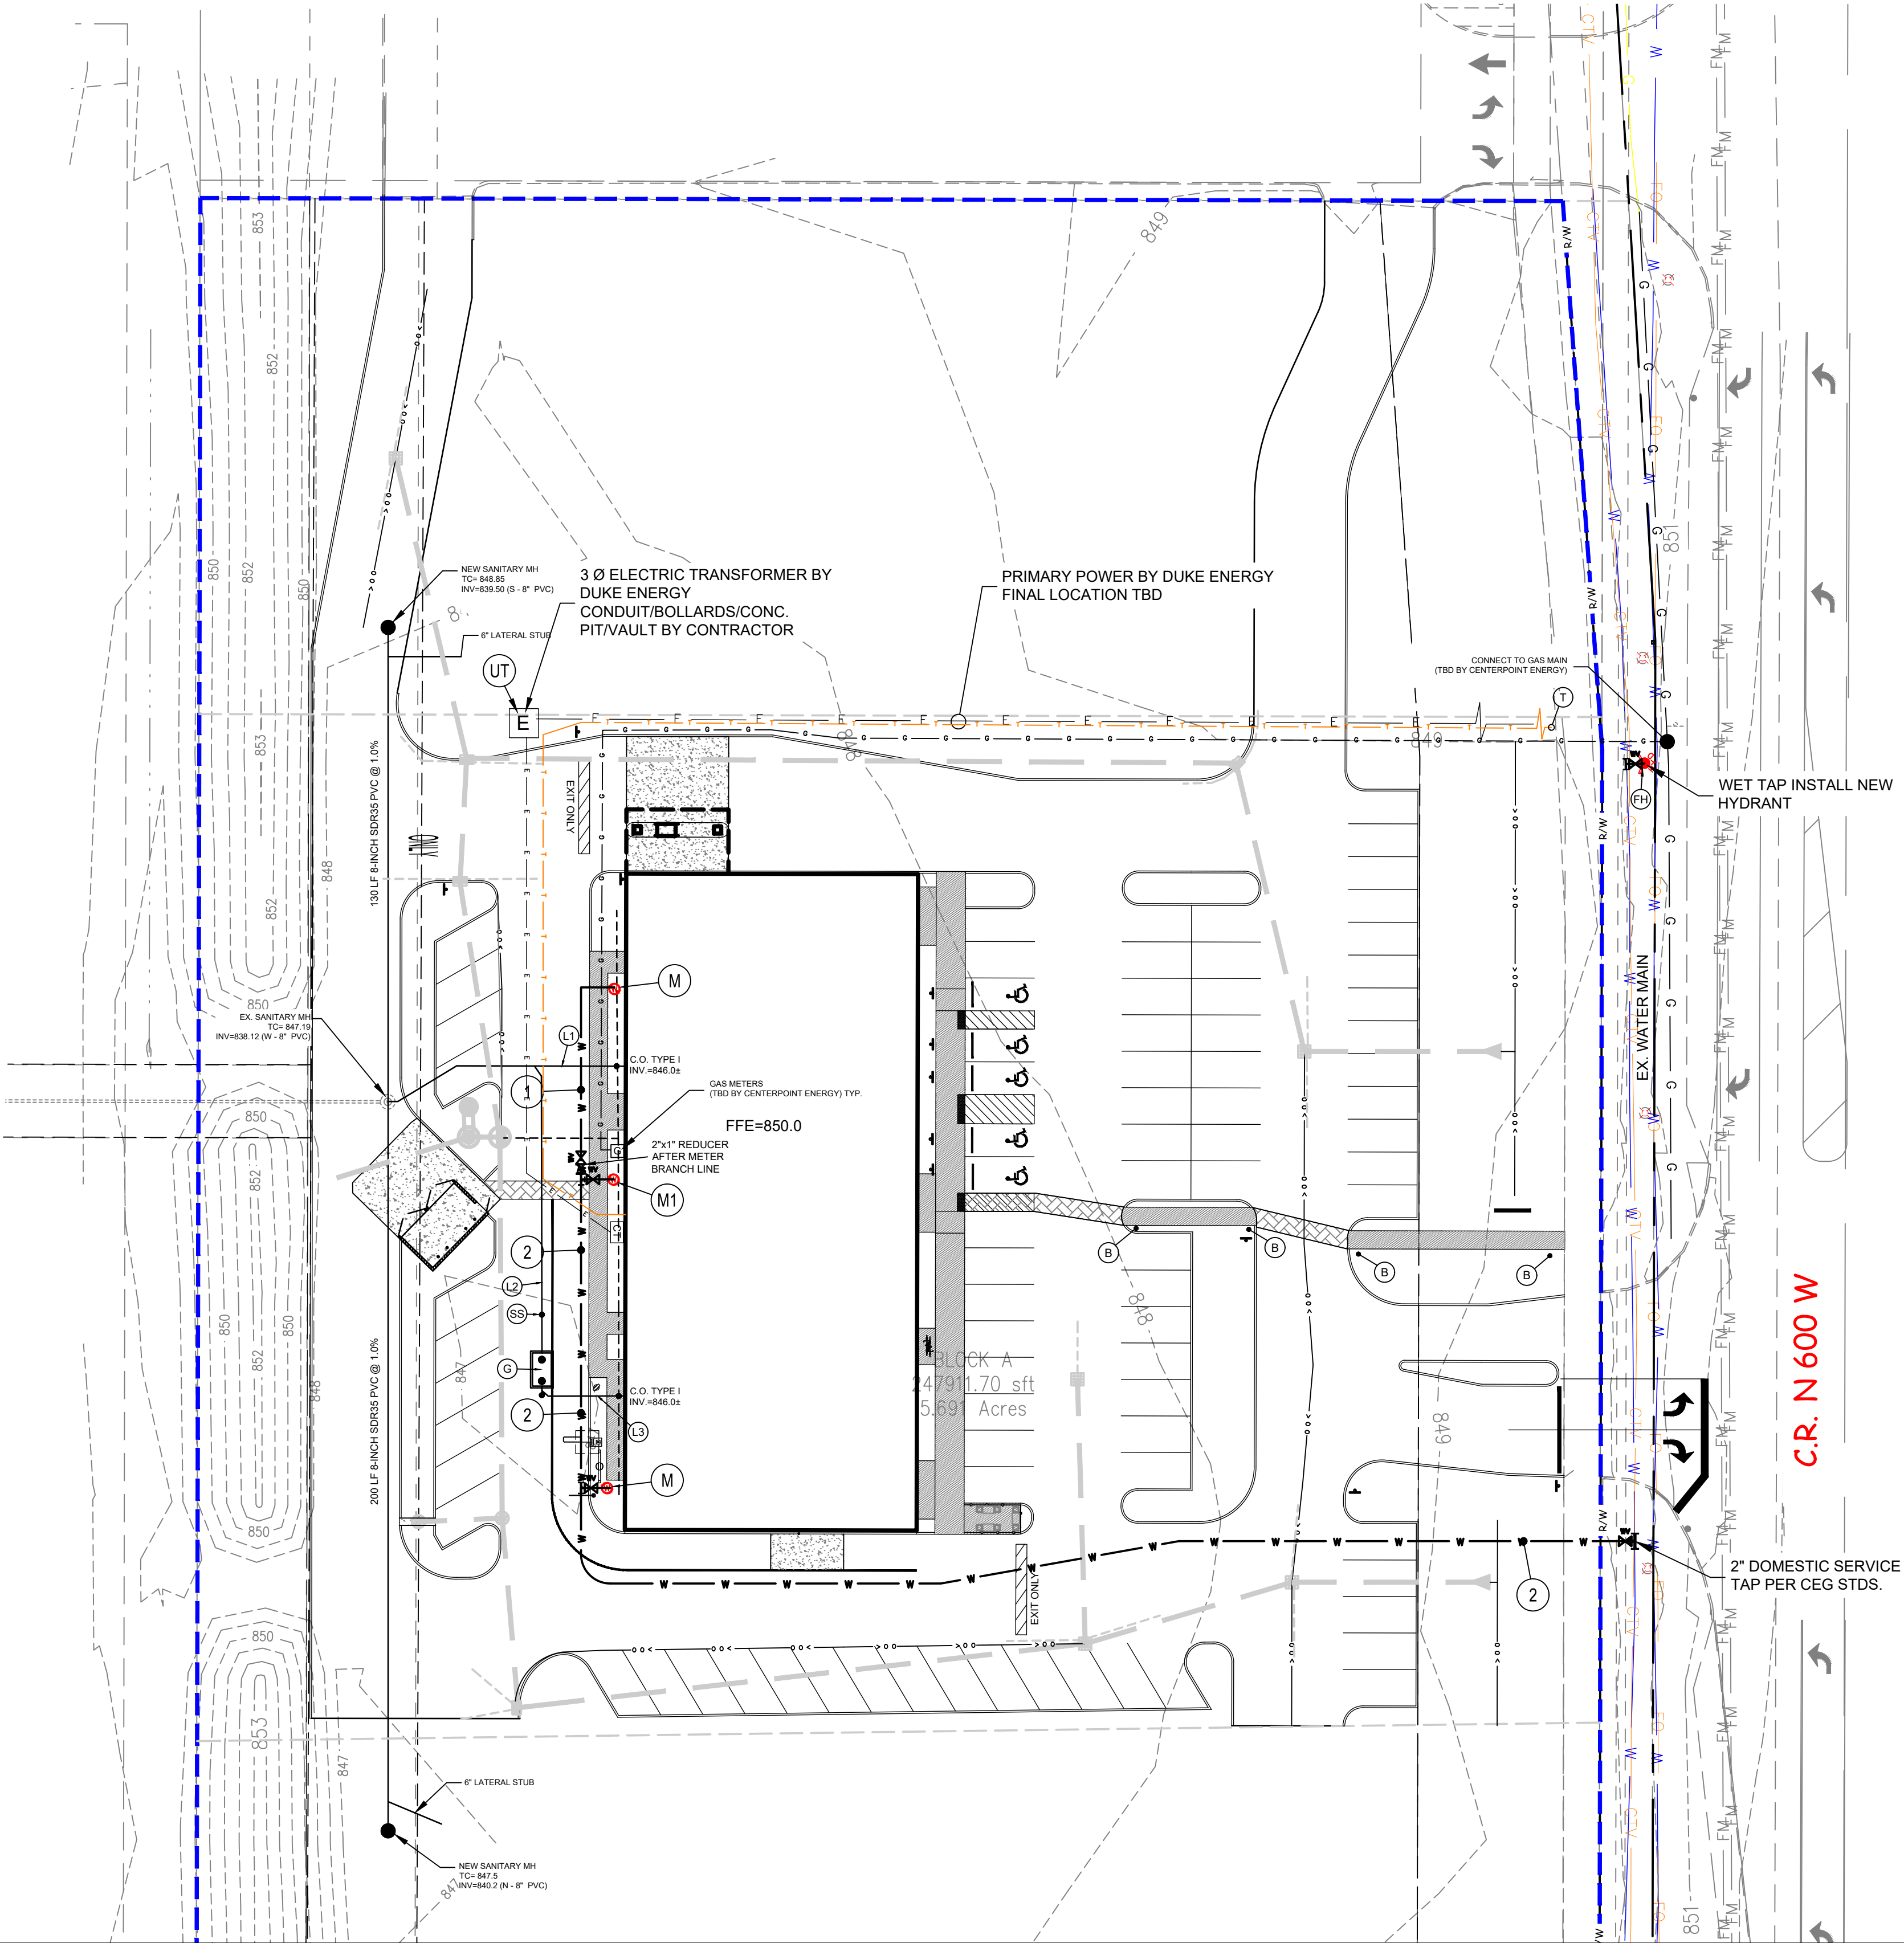 849
853
852
R/W
CTV
FO
W
G
FM
851
850
852
850
NEW SANITARY MH
TC= 848.85
INV=839.50 (S - 8" PVC)
6" LATERAL STUB
3 Ø ELECTRIC TRANSFORMER BY
DUKE ENERGY
CONDUIT/BOLLARDS/CONC.
PIT/VAULT BY CONTRACTOR
PRIMARY POWER BY DUKE ENERGY
FINAL LOCATION TBD
CONNECT TO GAS MAIN
(TBD BY CENTERPOINT ENERGY)
UT
E
T
R/W
853
848
849
130 LF 8-INCH SDR35 PVC @ 1.0%
EXIT ONLY
WET TAP INSTALL NEW
HYDRANT
FH
R/W
848
852
850
EX. SANITARY MH
TC= 847.19
INV=838.12 (W - 8" PVC)
M
L1
C.O. TYPE I
INV.=846.0±
1
GAS METERS
(TBD BY CENTERPOINT ENERGY) TYP.
FFE=850.0
2"x1" REDUCER
AFTER METER
BRANCH LINE
G
M1
CT
EX. WATER MAIN
850
852
850
850
852
2
L2
SS
G
B
B
B
B
848
C.R. N 600 W
847
848
200 LF 8-INCH SDR35 PVC @ 1.0%
BLOCK A
247911.70 sft
5.691 Acres
C.O. TYPE I
INV.=846.0±
2
L3
M
849
850
R/W
2" DOMESTIC SERVICE
TAP PER CEG STDS.
2
EXIT ONLY
850
853
847
6" LATERAL STUB
NEW SANITARY MH
TC= 847.5
INV=840.2 (N - 8" PVC)
847
851